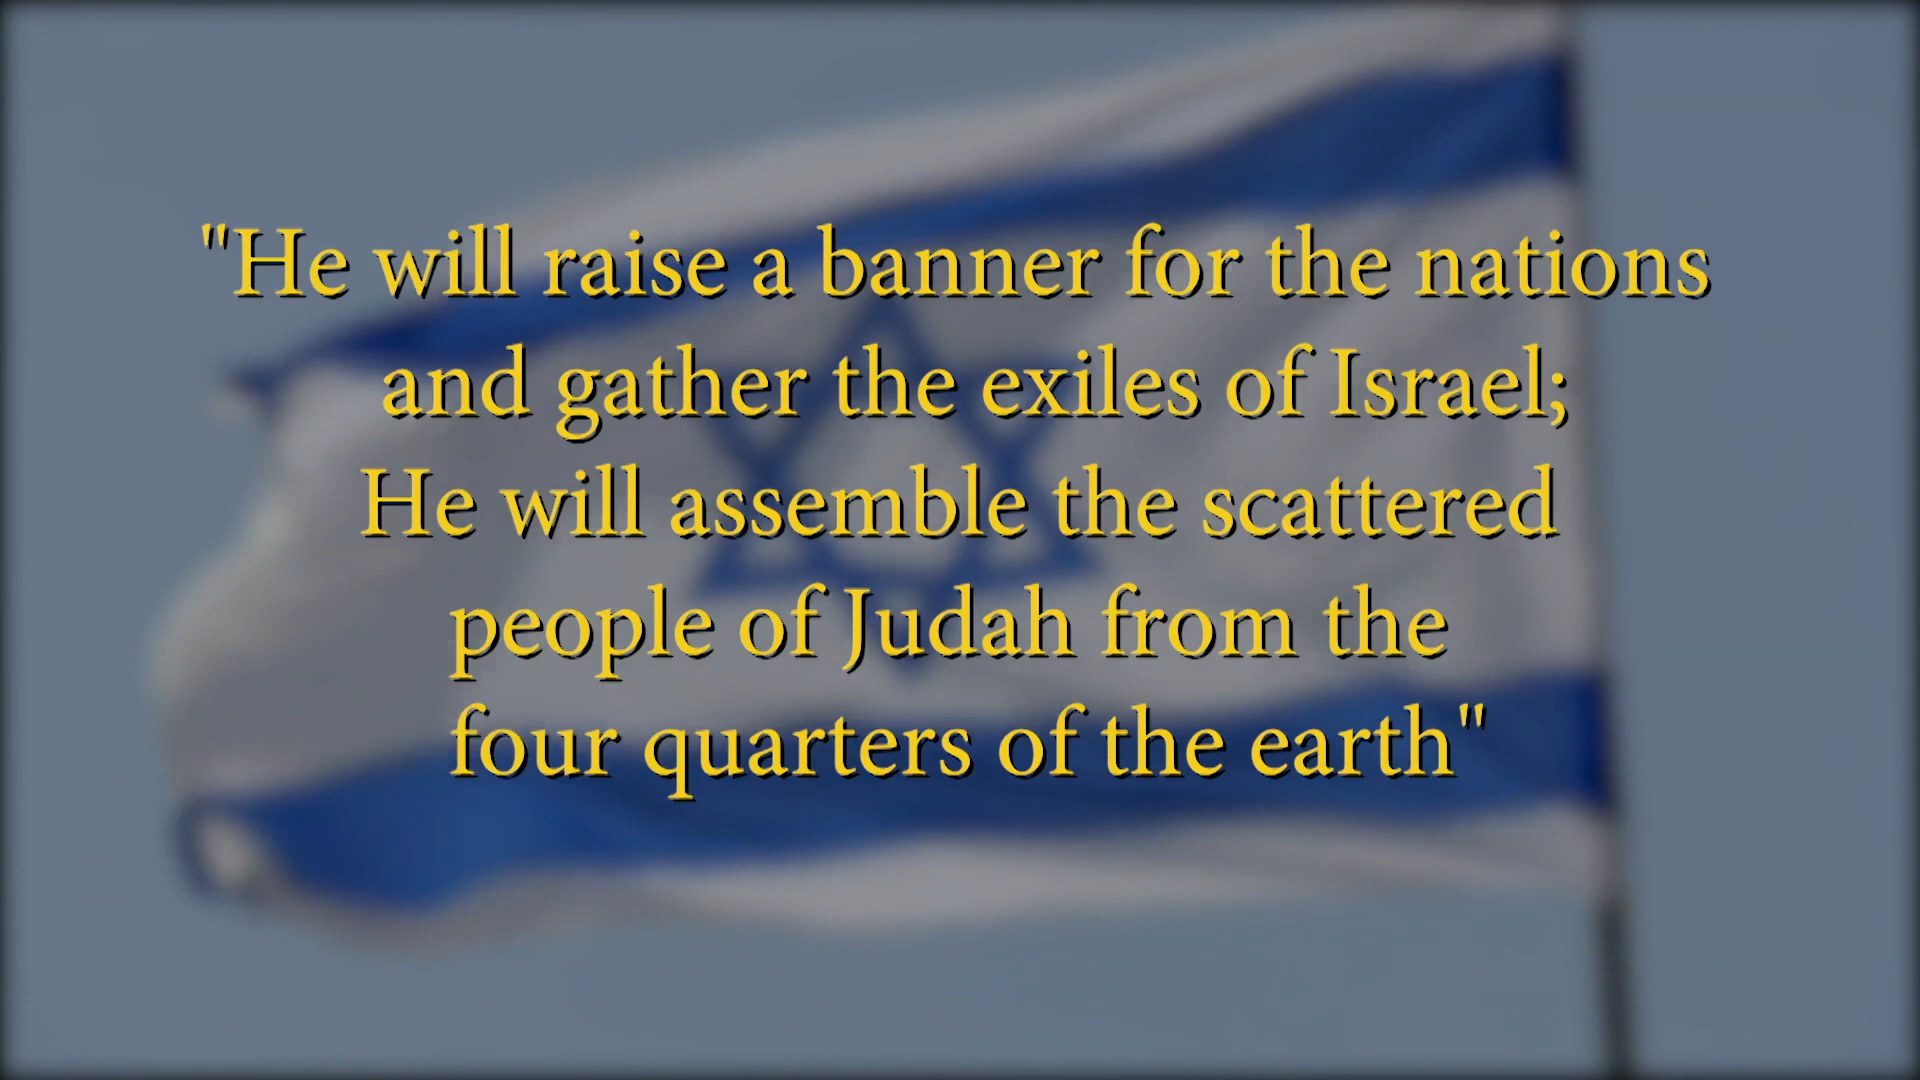 "He will raise a banner for the nations
and gather the exiles of Israel;
He will assemble the scattered
people of Judah from the
four quarters of the earth"